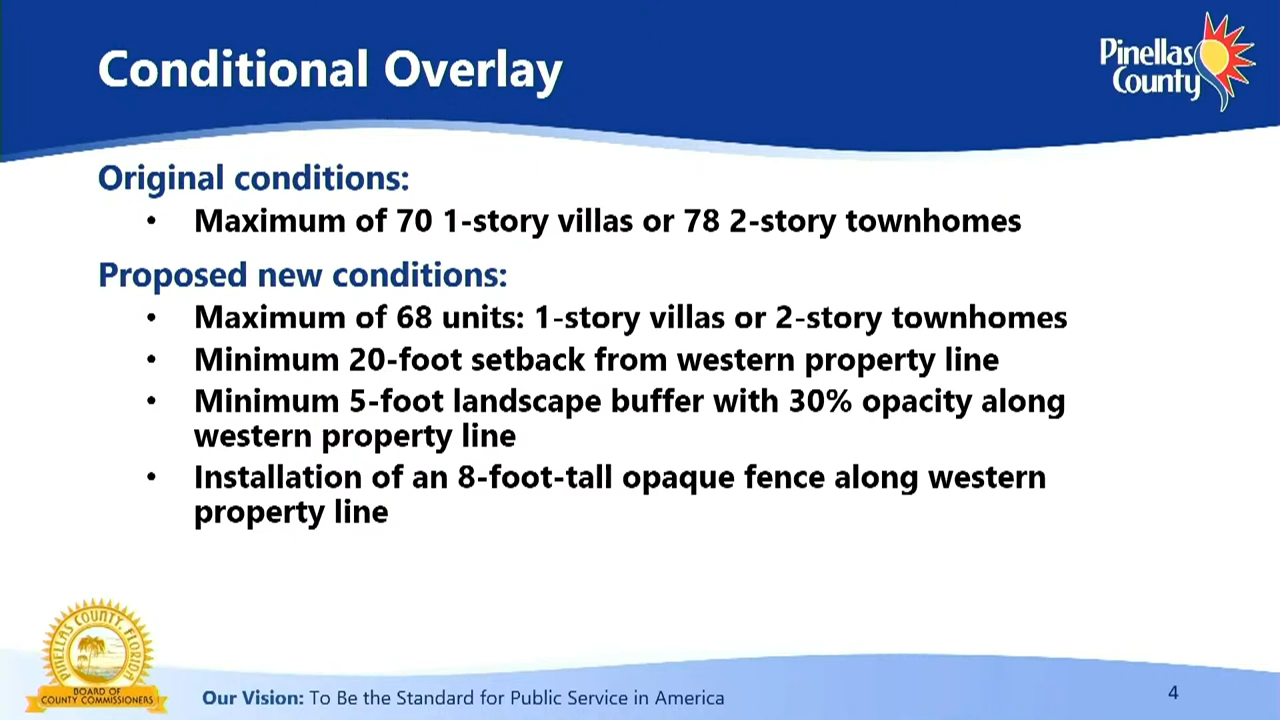 Conditional Overlay
Pinellas
County
Original conditions:
• Maximum of 70 1-story villas or 78 2-story townhomes
Proposed new conditions:
• Maximum of 68 units: 1-story villas or 2-story townhomes
• Minimum 20-foot setback from western property line
• Minimum 5-foot landscape buffer with 30% opacity along
western property line
• Installation of an 8-foot-tall opaque fence along western
property line
PINELLAS COUNTY, FLORIDA
BOARD OF
COUNTY COMMISSIONERS
Our Vision: To Be the Standard for Public Service in America
4